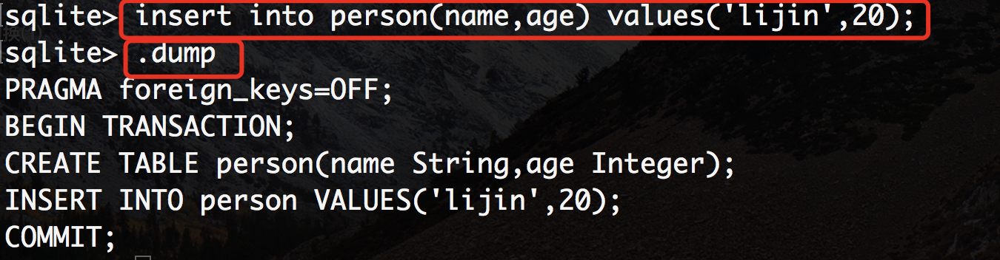 sqlite> insert into person(name,age) values('lijin',20);
sqlite> .dump
PRAGMA foreign_keys=OFF;
BEGIN TRANSACTION;
CREATE TABLE person(name String,age Integer);
INSERT INTO person VALUES('lijin',20);
COMMIT;